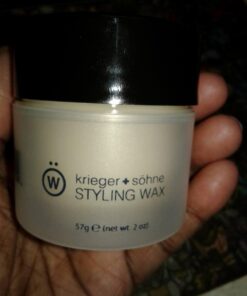 ẅ
krieger + söhne
STYLING WAX
57g e (net wt. 2 oz)